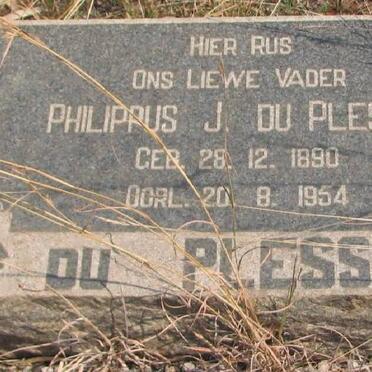 HIER RUS
ONS LIEWE VADER
PHILIPPUS J. DU PLES
GEB. 28. 12. 1890
OORL. 20. 8. 1954
DU PLESS